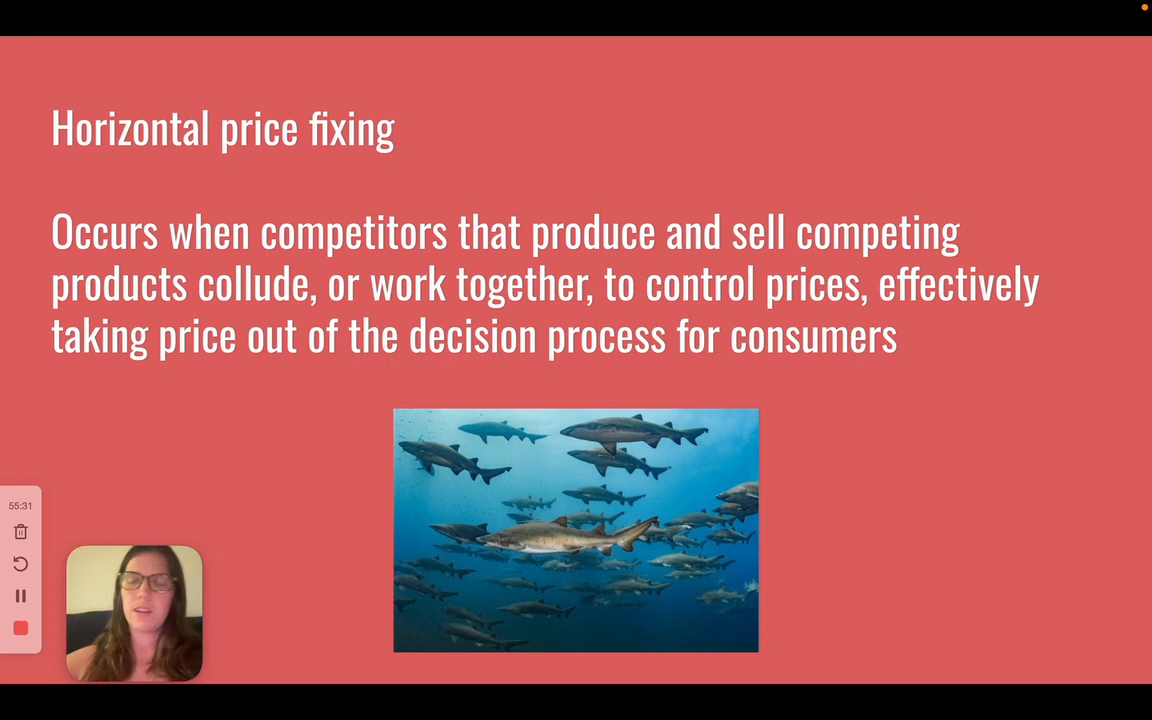 Horizontal price fixing
Occurs when competitors that produce and sell competing
products collude, or work together, to control prices, effectively
taking price out of the decision process for consumers
55:31